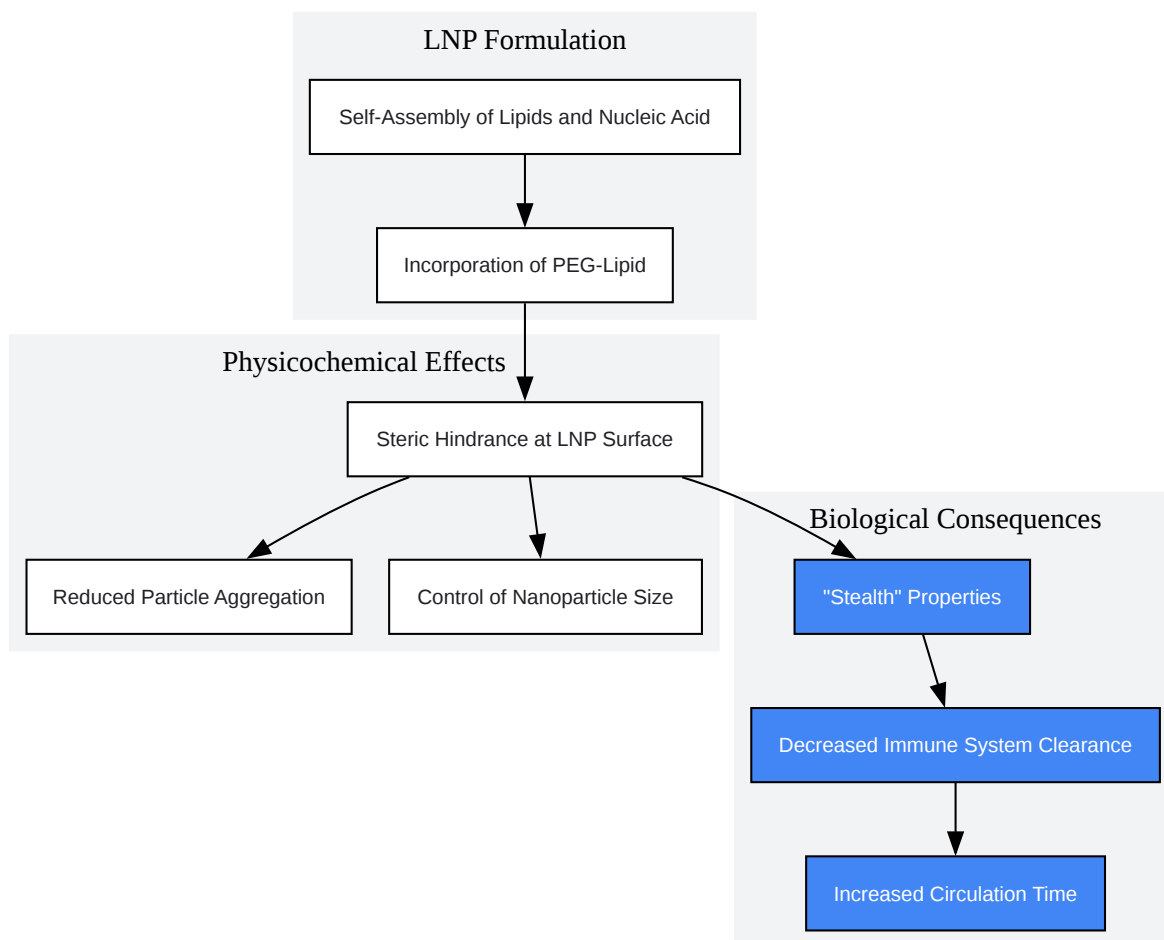 LNP Formulation
Self-Assembly of Lipids and Nucleic Acid
Incorporation of PEG-Lipid
Physicochemical Effects
Steric Hindrance at LNP Surface
Reduced Particle Aggregation
Control of Nanoparticle Size
Biological Consequences
"Stealth" Properties
Decreased Immune System Clearance
Increased Circulation Time